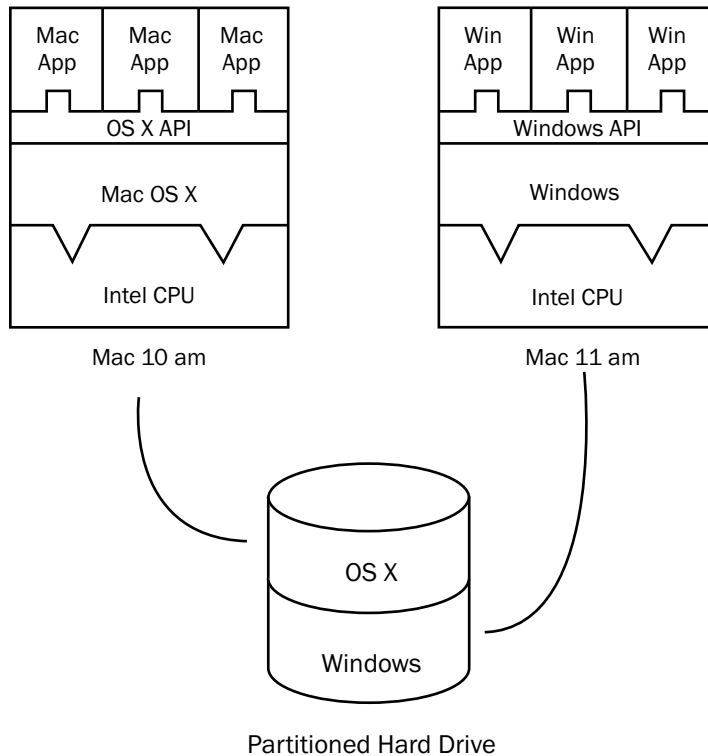 Mac
App
Mac
App
Mac
App
OS X API
Mac OS X
Intel CPU
Mac 10 am
Win
App
Win
App
Win
App
Windows API
Windows
Intel CPU
Mac 11 am
OS X
Windows
Partitioned Hard Drive